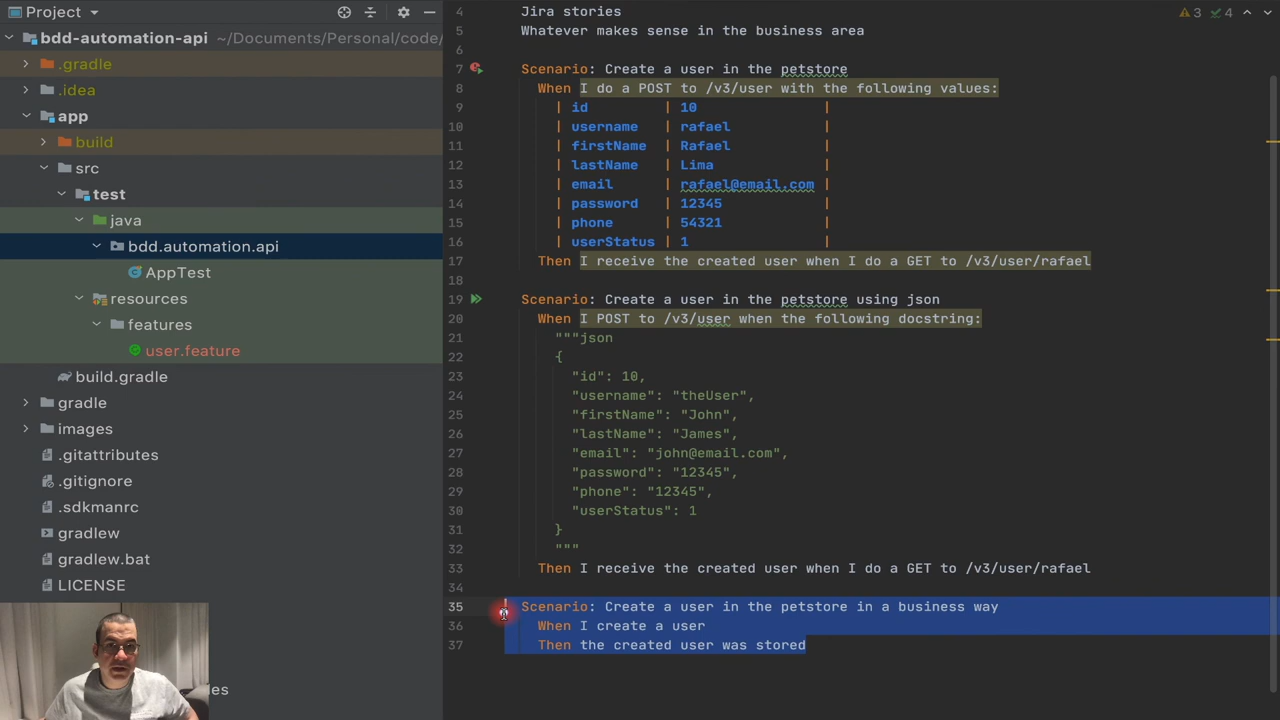 Project
bdd-automation-api ~/Documents/Personal/code/
.gradle
.idea
app
build
src
test
java
bdd.automation.api
AppTest
resources
features
user.feature
build.gradle
gradle
images
.gitattributes
.gitignore
.sdkmanrc
gradlew
gradlew.bat
LICENSE
3 4
4 Jira stories
5 Whatever makes sense in the business area
6
7 Scenario: Create a user in the petstore
8 When I do a POST to /v3/user with the following values:
9 | id | 10 |
10 | username | rafael |
11 | firstName | Rafael |
12 | lastName | Lima |
13 | email | rafael@email.com |
14 | password | 12345 |
15 | phone | 54321 |
16 | userStatus | 1 |
17 Then I receive the created user when I do a GET to /v3/user/rafael
18
19 Scenario: Create a user in the petstore using json
20 When I POST to /v3/user when the following docstring:
21 """json
22 {
23 "id": 10,
24 "username": "theUser",
25 "firstName": "John",
26 "lastName": "James",
27 "email": "john@email.com",
28 "password": "12345",
29 "phone": "12345",
30 "userStatus": 1
31 }
32 """
33 Then I receive the created user when I do a GET to /v3/user/rafael
34
35 Scenario: Create a user in the petstore in a business way
36 When I create a user
37 Then the created user was stored